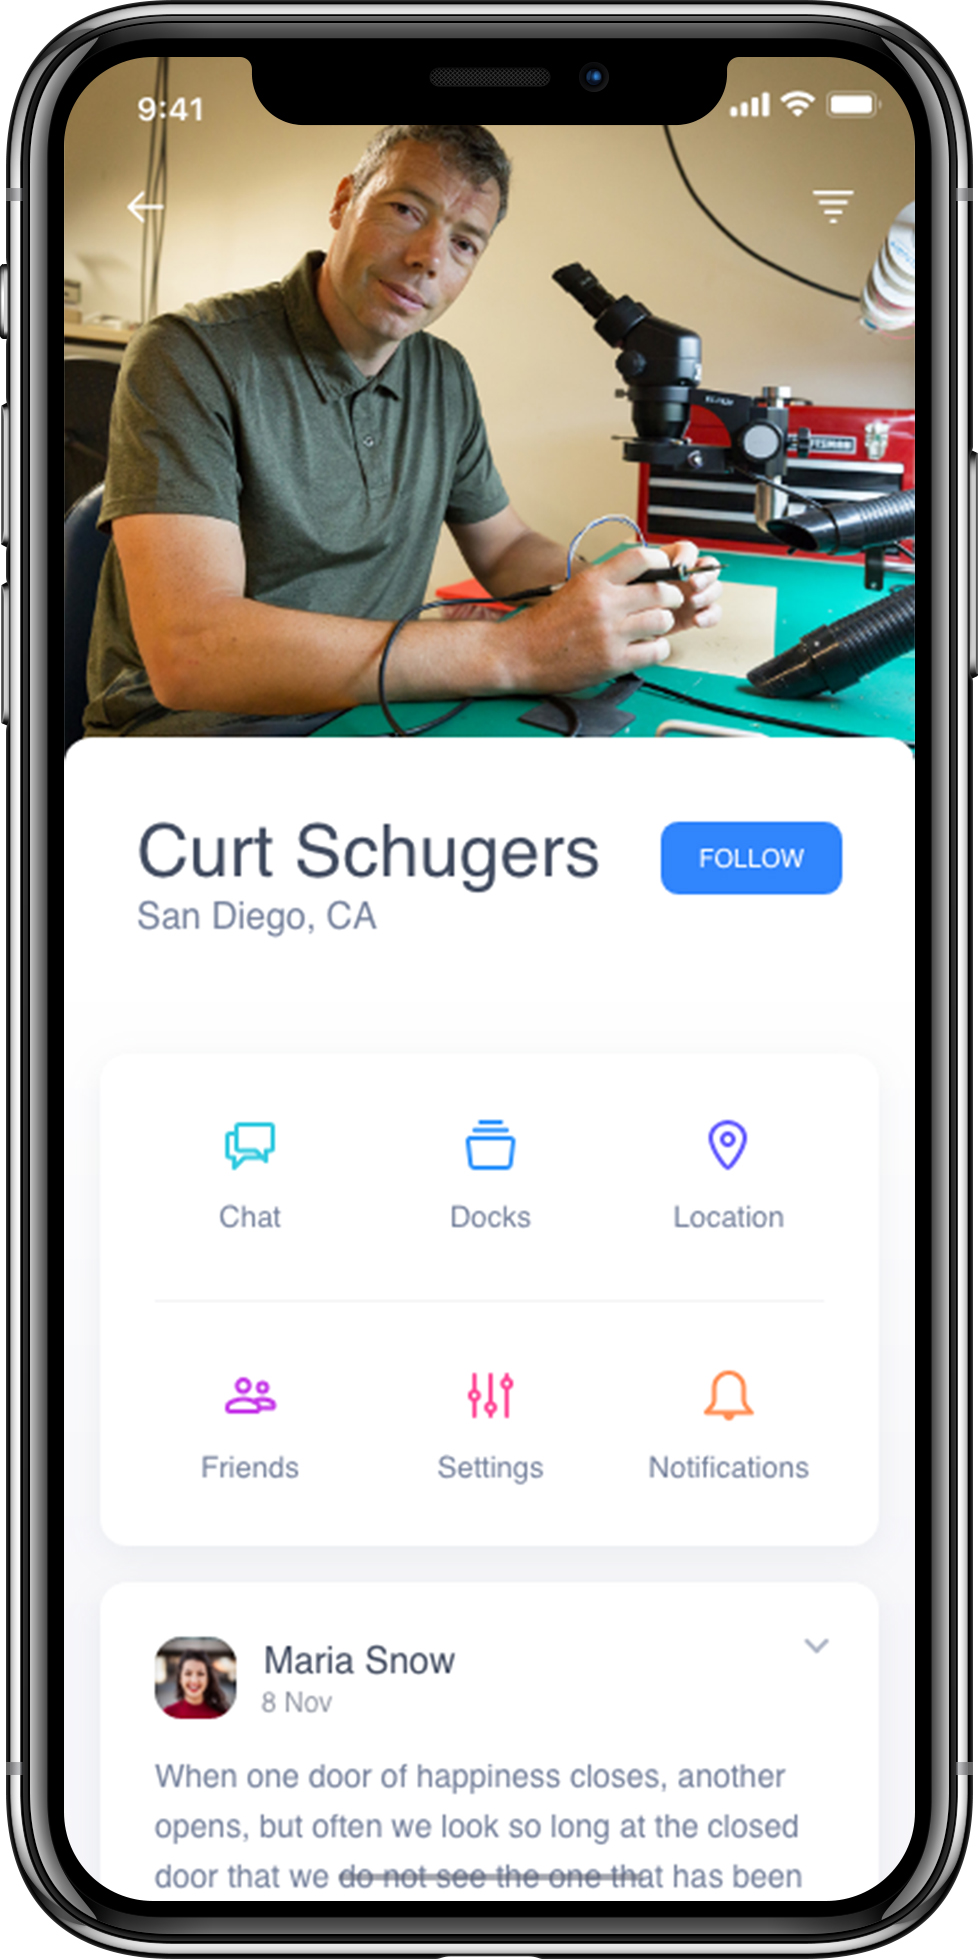 9:41
Curt Schugers
FOLLOW
San Diego, CA
Chat
Docks
Location
Friends
Settings
Notifications
Maria Snow
8 Nov
When one door of happiness closes, another
opens, but often we look so long at the closed
door that we do not see the one that has been